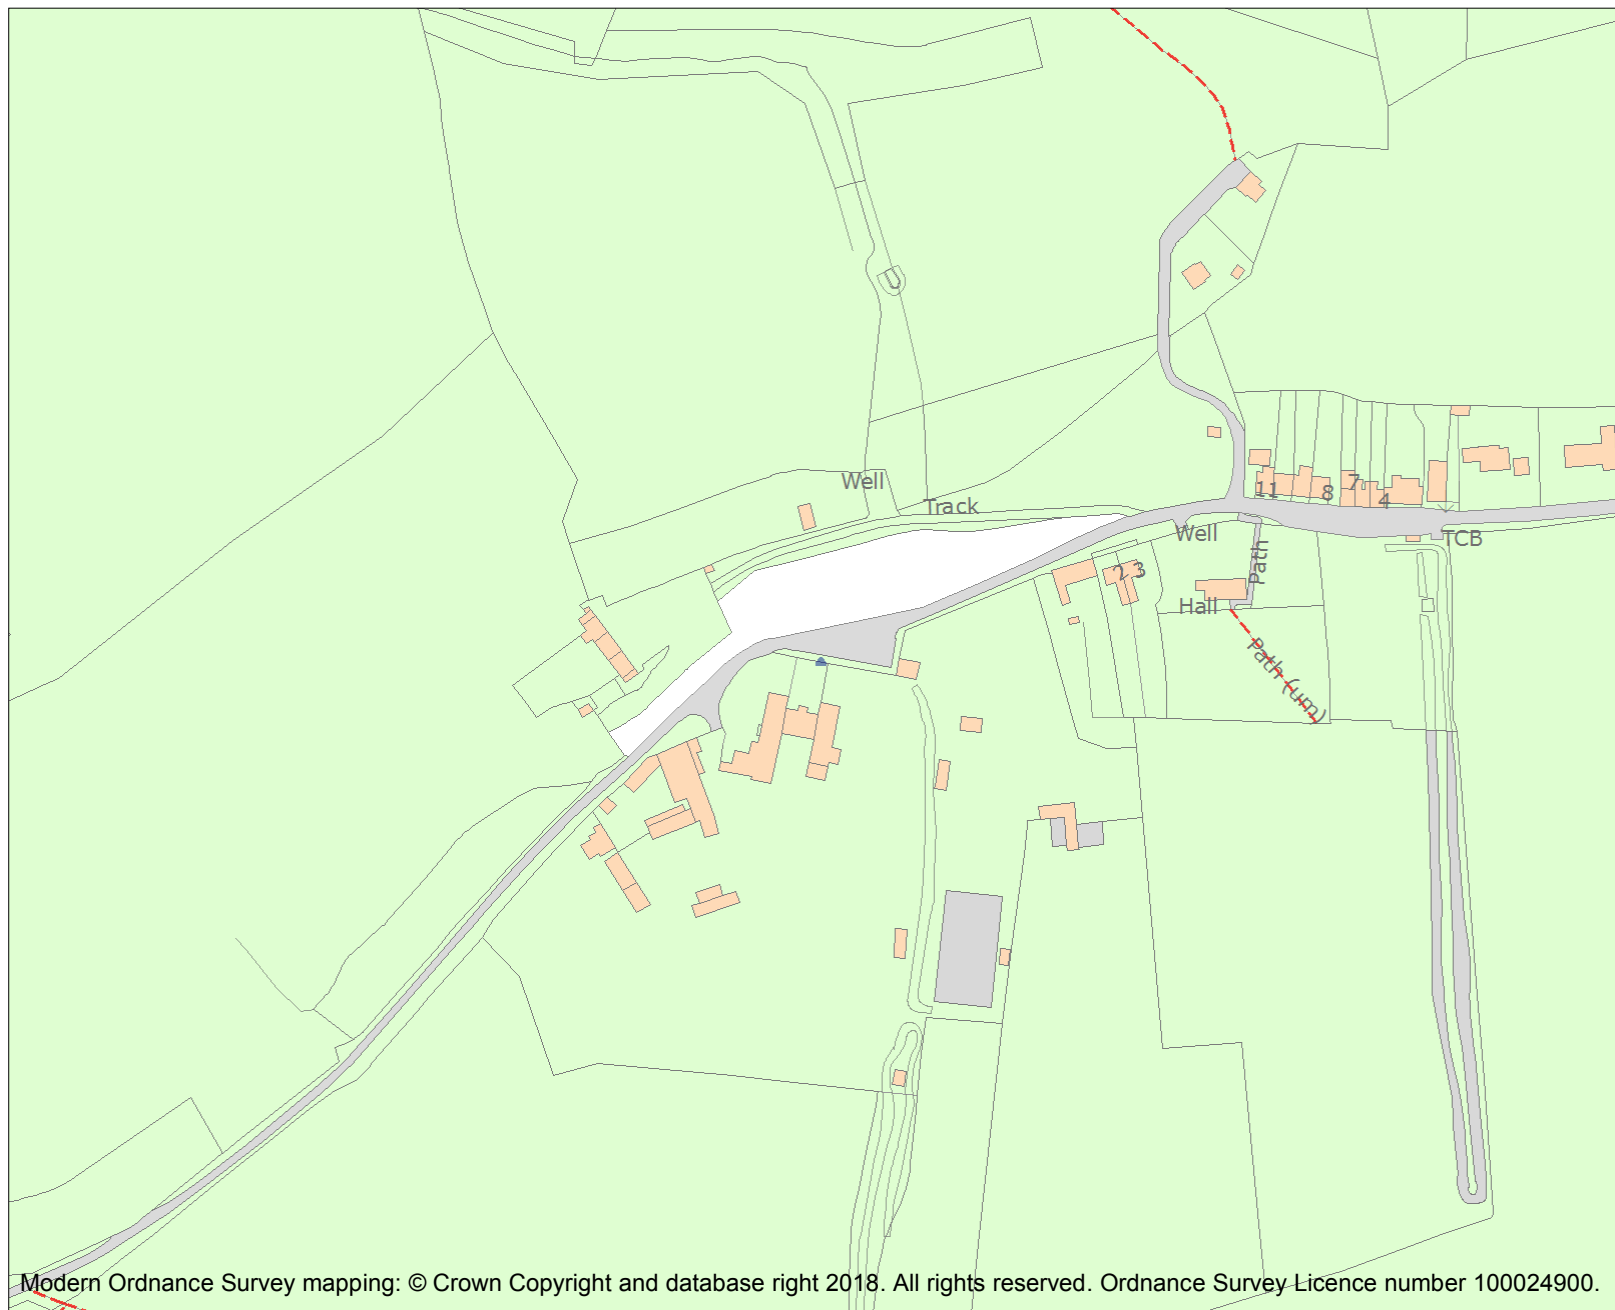 Well
Track
11
8
7
4
Well
TCB
Path
2 3
Hall
Path (um)
Modern Ordnance Survey mapping: © Crown Copyright and database right 2018. All rights reserved. Ordnance Survey Licence number 100024900.